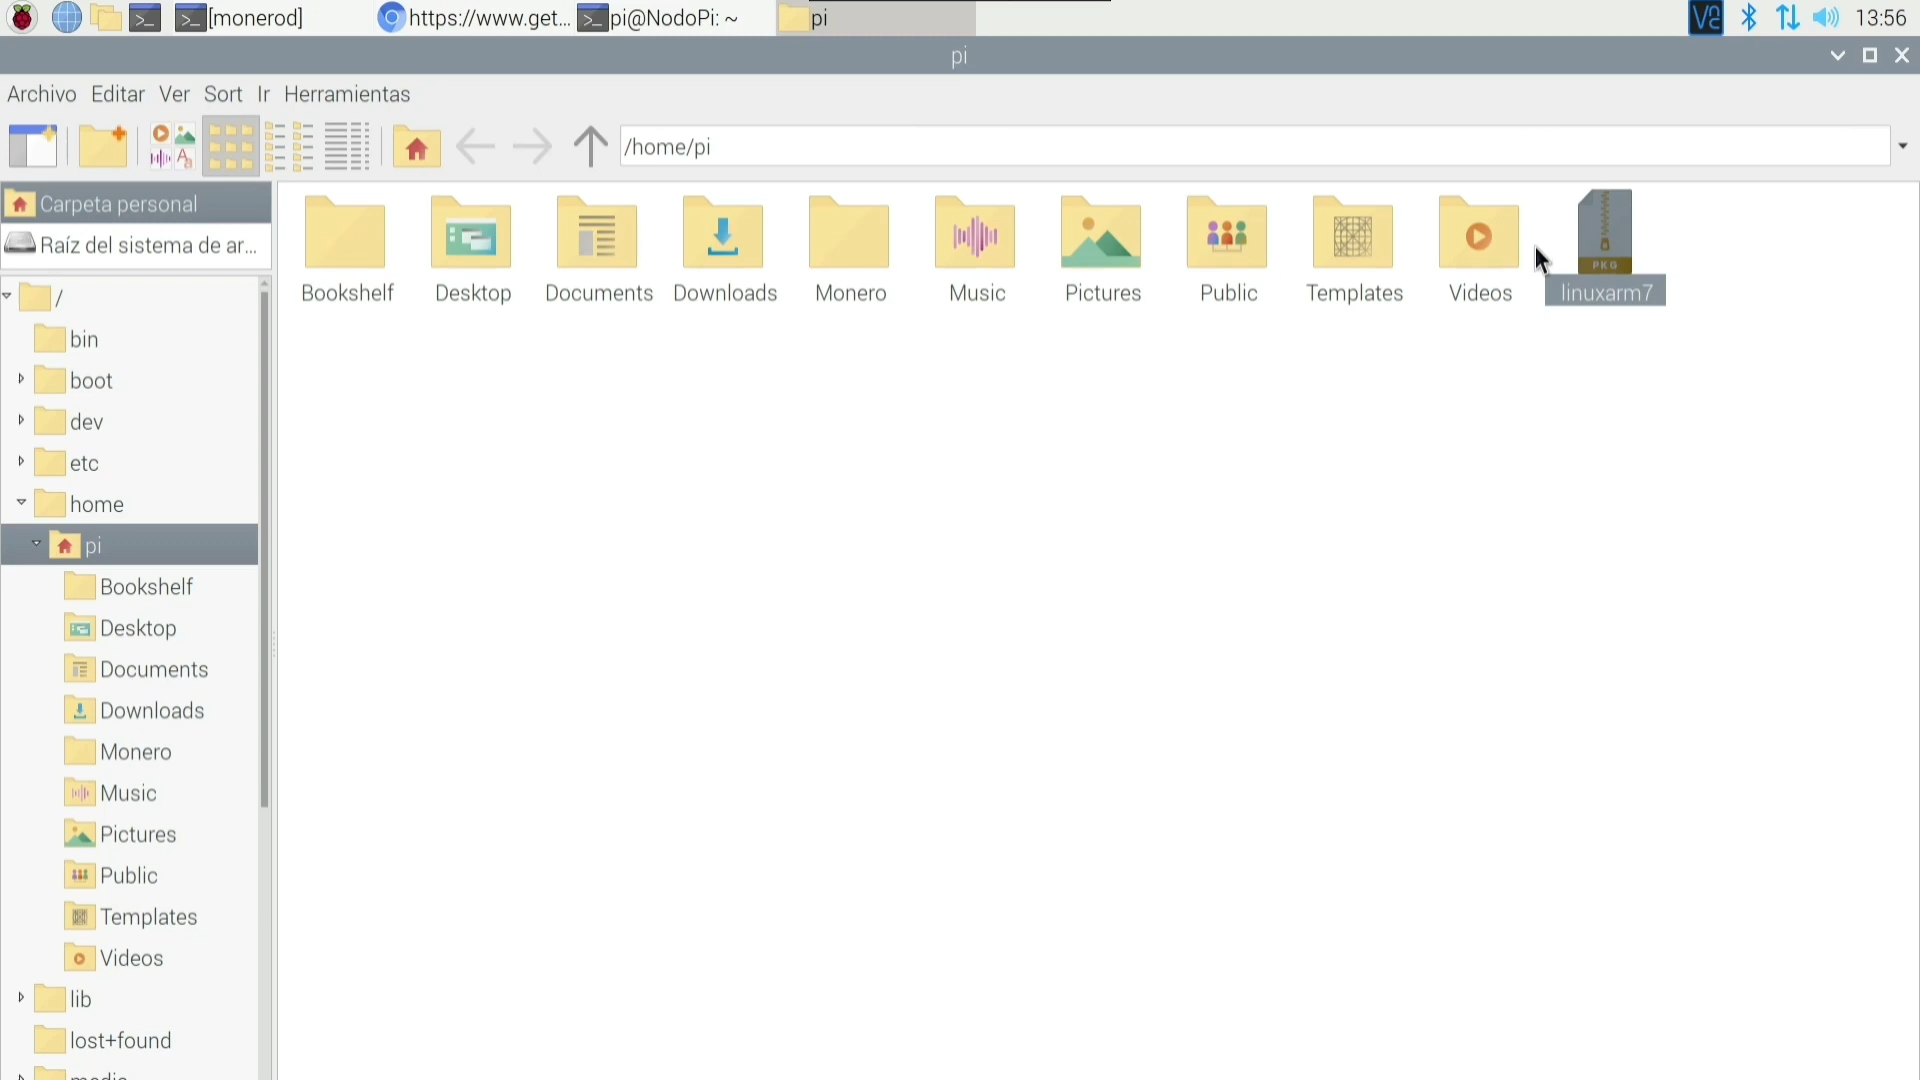 [monerod]
https://www.get...
pi@NodoPi: ~
pi
13:56
pi
Archivo Editar Ver Sort Ir Herramientas
/home/pi
Carpeta personal
Raíz del sistema de ar...
/
bin
boot
dev
etc
home
pi
Bookshelf
Desktop
Documents
Downloads
Monero
Music
Pictures
Public
Templates
Videos
lib
lost+found
media
Bookshelf
Desktop
Documents
Downloads
Monero
Music
Pictures
Public
Templates
Videos
PKG
linuxarm7